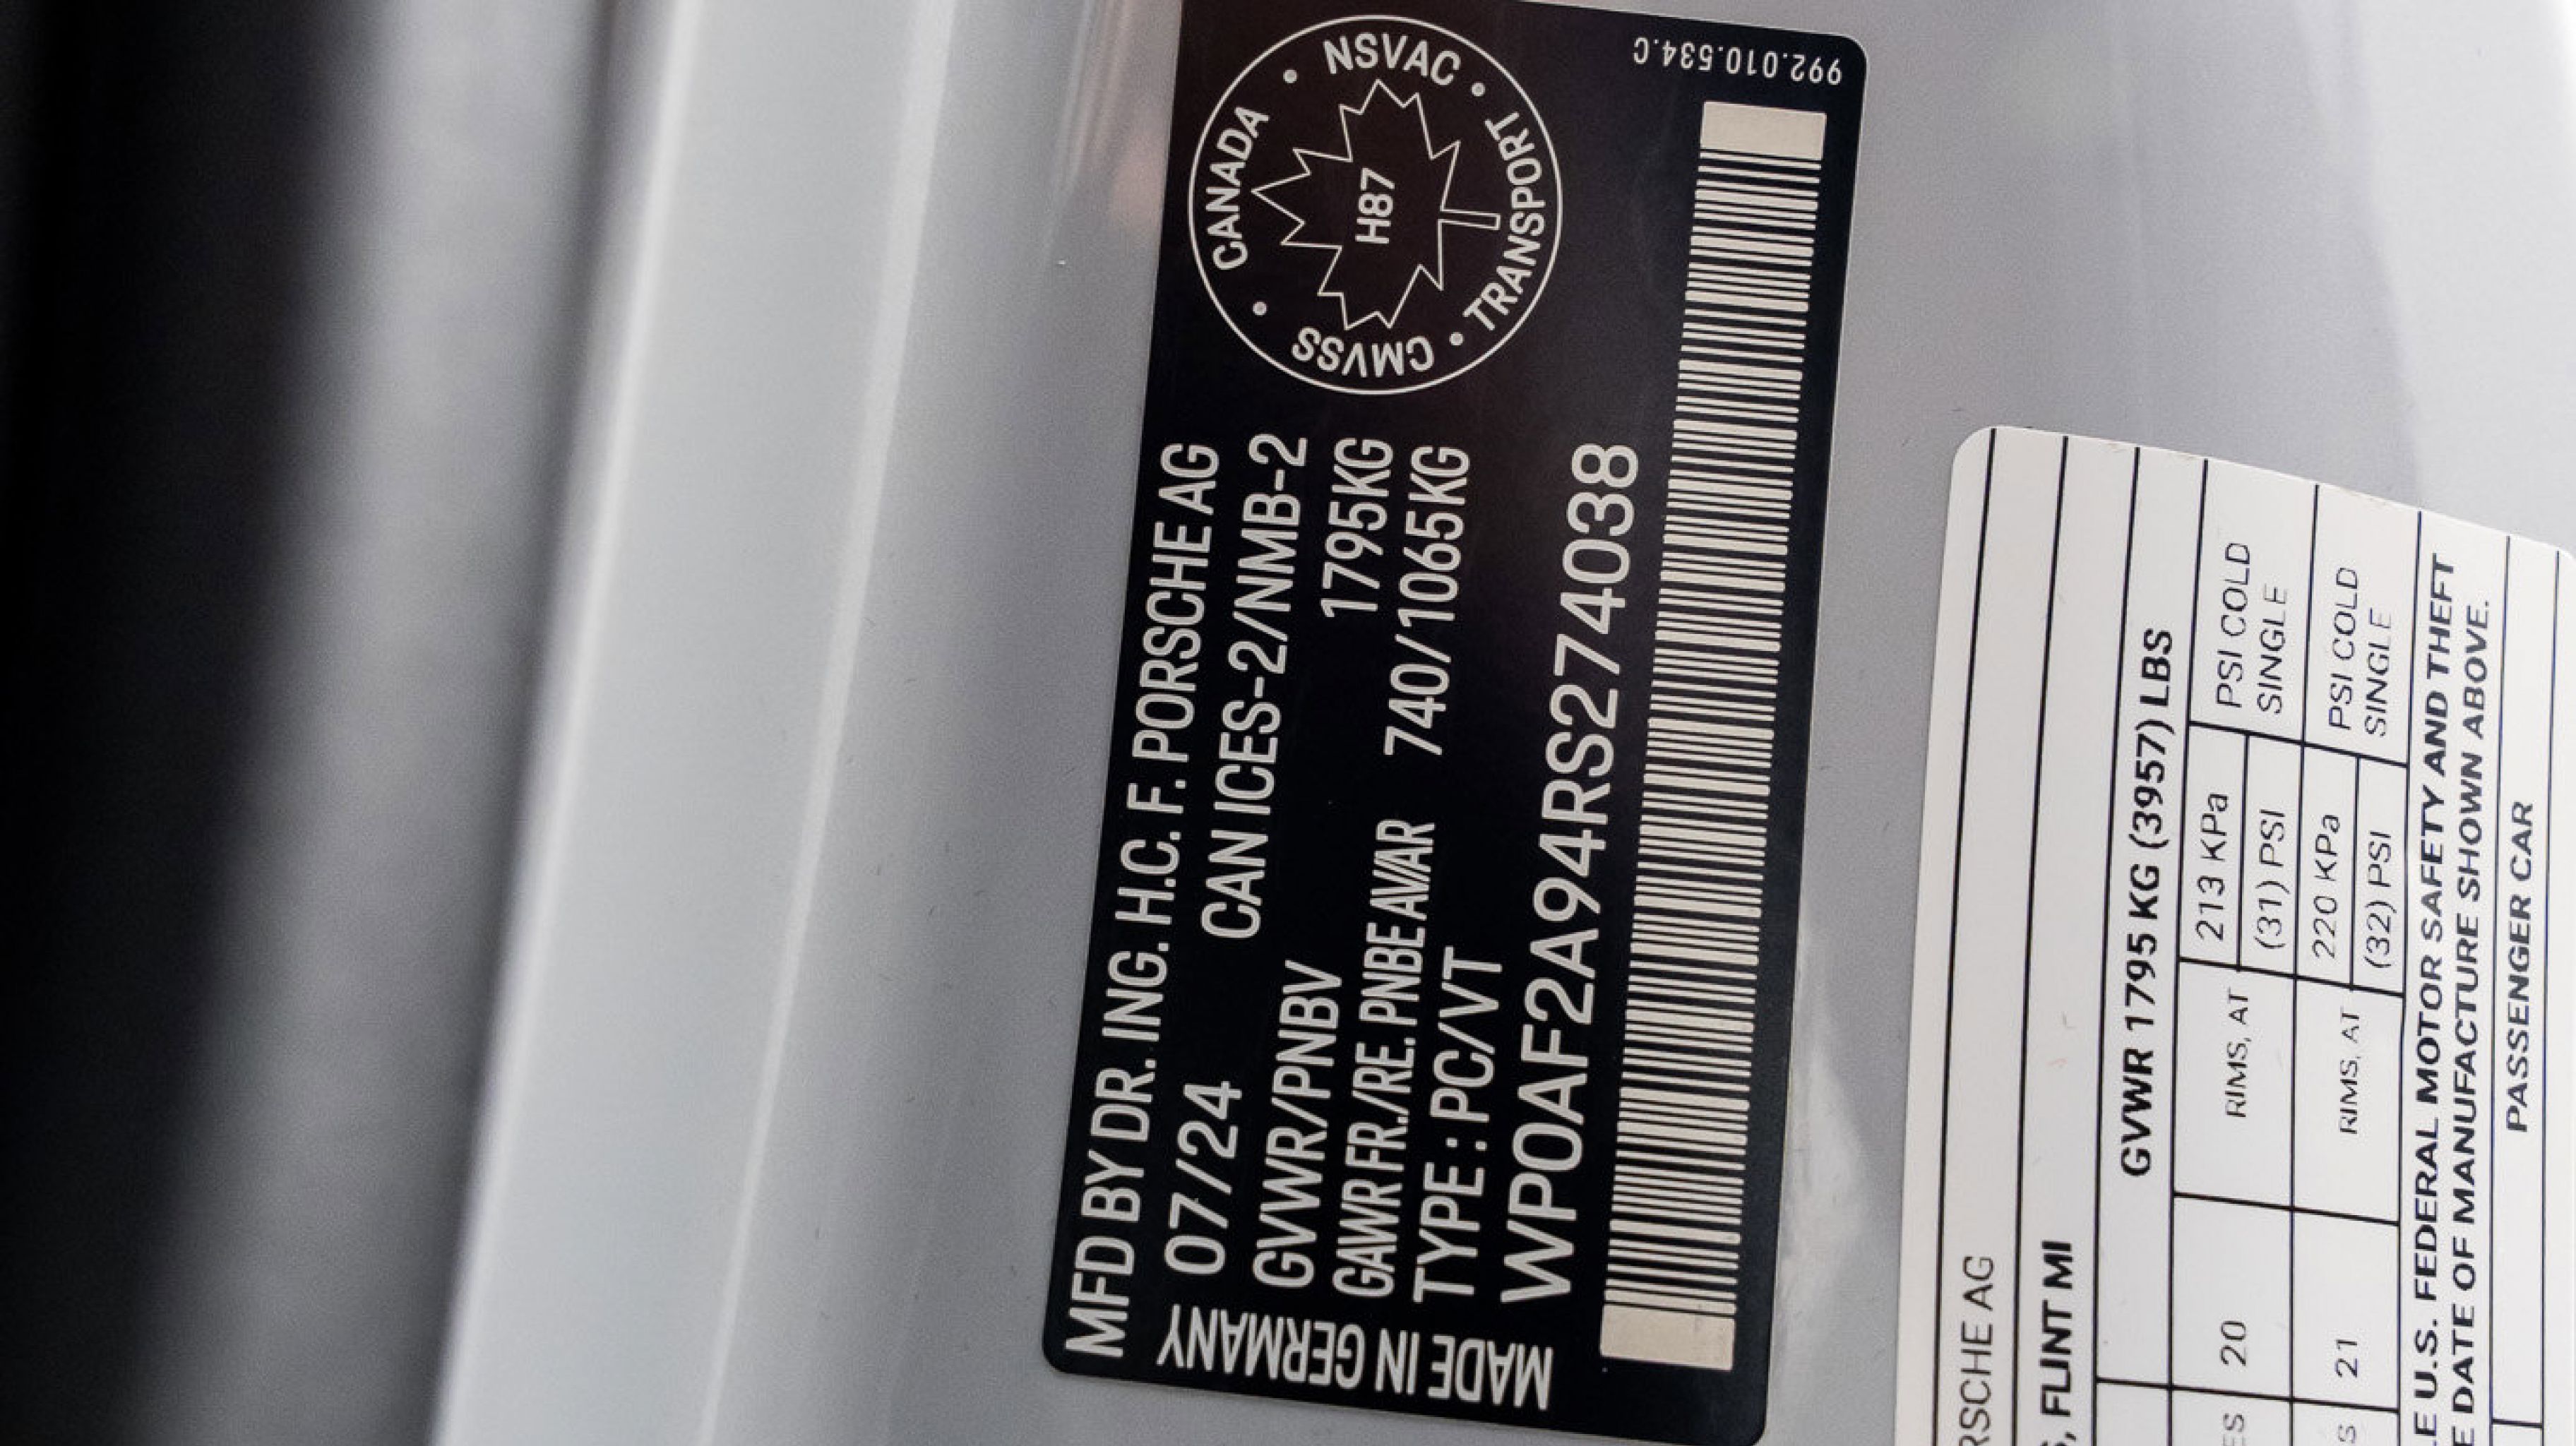 MFD BY DR. ING. H.C. F. PORSCHE AG
07/24 CAN ICES-2/NMB-2
GVWR/PNBV 1795KG
GAWR FR./RE. PNBE AVAR 740/1065KG
TYPE : PC/VT
WP0AF2A94RS274038
MADE IN GERMANY
CANADA • NSVAC • TRANSPORT • CMVSS •
H87
992.010.534.C
RSCHE AG
, FLINT MI
GVWR 1795 KG (3957) LBS
20 RIMS, AT 213 KPa PSI COLD
(31) PSI SINGLE
21 RIMS, AT 220 KPa PSI COLD
(32) PSI SINGLE
E U.S. FEDERAL MOTOR SAFETY AND THEFT
E DATE OF MANUFACTURE SHOWN ABOVE.
PASSENGER CAR